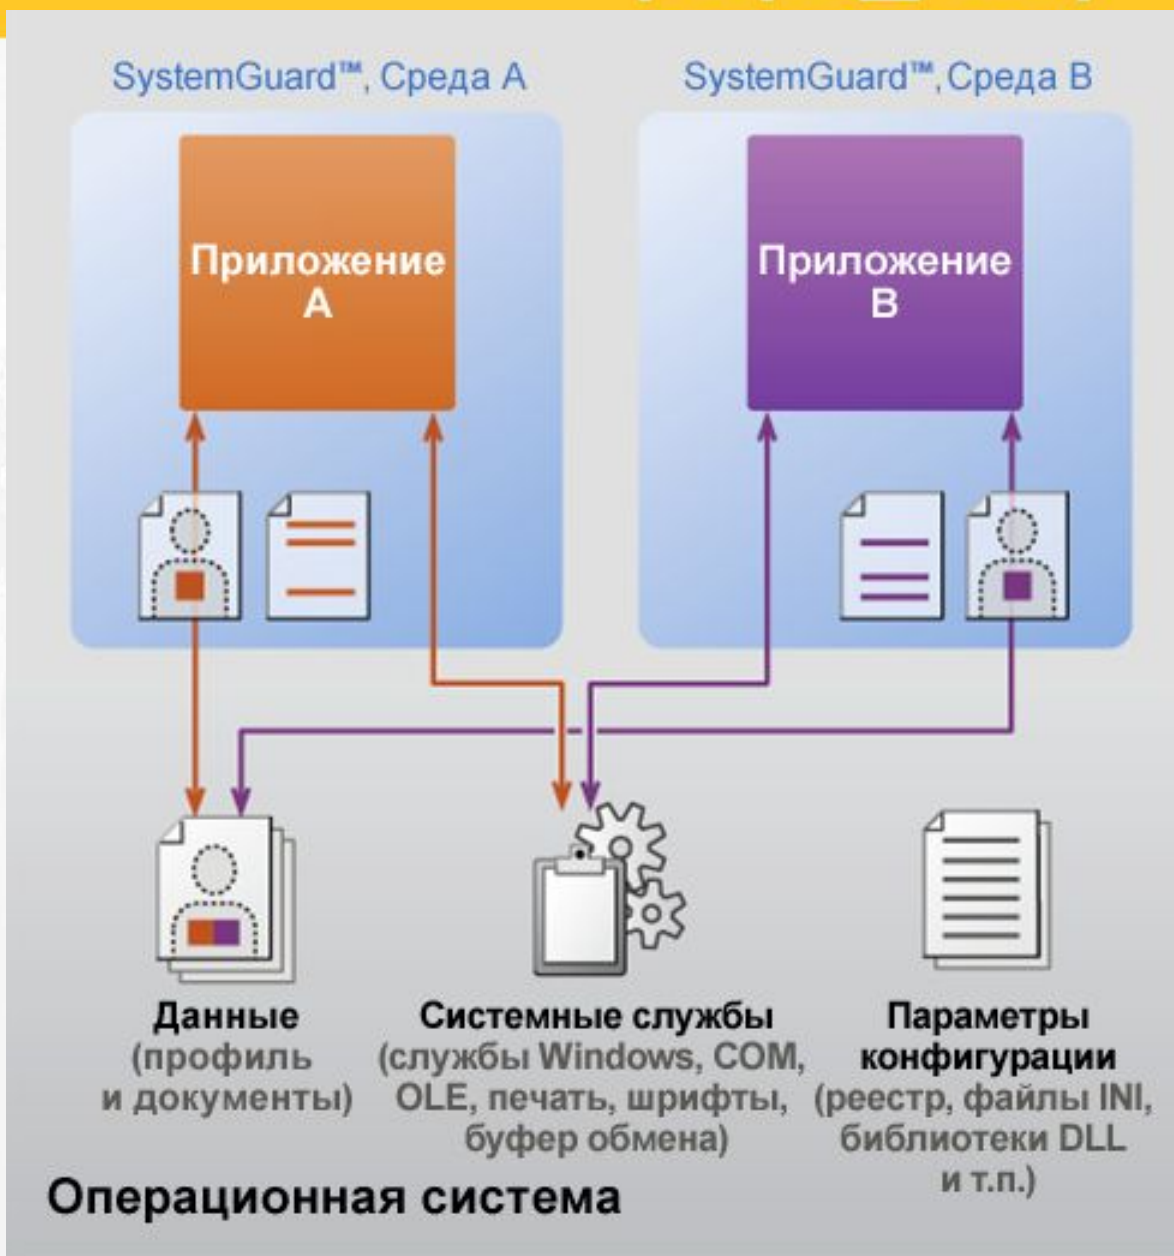 SystemGuard™, Среда А
SystemGuard™, Среда В
Приложение
А
Приложение
В
Данные
(профиль
и документы)
Системные службы
(службы Windows, COM,
OLE, печать, шрифты,
буфер обмена)
Параметры
конфигурации
(реестр, файлы INI,
библиотеки DLL
и т.п.)
Операционная система